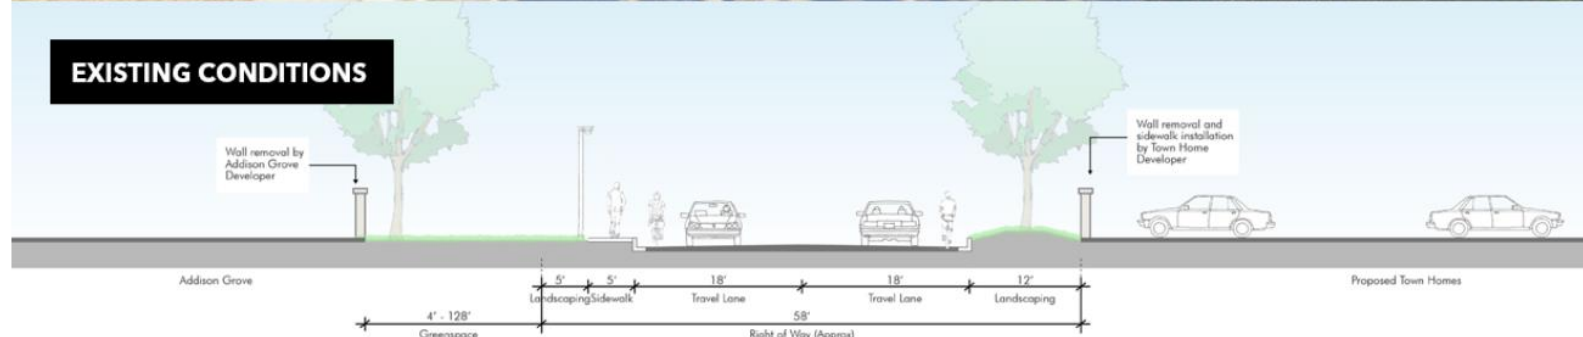 EXISTING CONDITIONS
Wall removal by
Addison Grove
Developer
Wall removal and
sidewalk installation
by Town Home
Developer
Addison Grove
5'
5'
18'
18'
12'
Landscaping
Sidewalk
Travel Lane
Travel Lane
Landscaping
Proposed Town Homes
4' - 128'
58'
Greenspace
Right of Way (Approx)